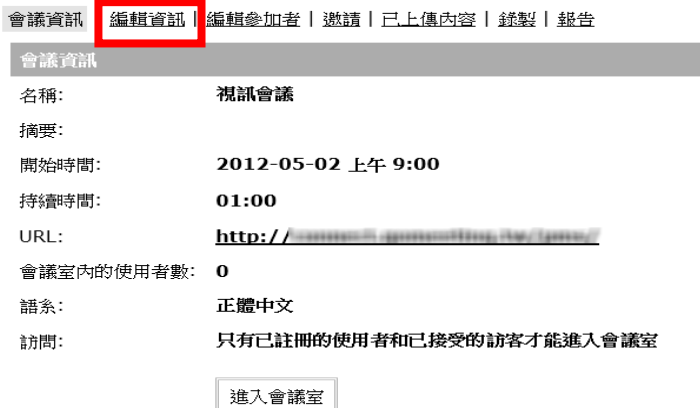 會議資訊 編輯資訊 | 編輯參加者 | 邀請 | 已上傳內容 | 錄製 | 報告
會議資訊
名稱: 視訊會議
摘要:
開始時間: 2012-05-02 上午 9:00
持續時間: 01:00
URL: http://
會議室內的使用者數: 0
語系: 正體中文
訪問: 只有已註冊的使用者和已接受的訪客才能進入會議室
進入會議室